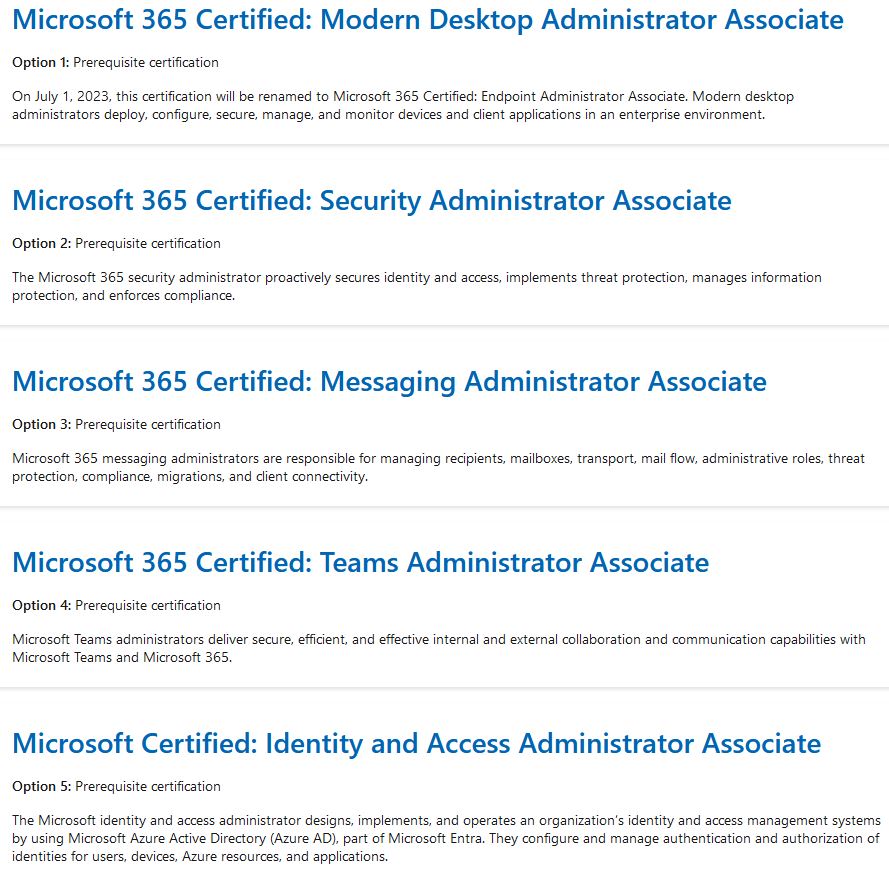 Microsoft 365 Certified: Modern Desktop Administrator Associate
Option 1: Prerequisite certification
On July 1, 2023, this certification will be renamed to Microsoft 365 Certified: Endpoint Administrator Associate. Modern desktop
administrators deploy, configure, secure, manage, and monitor devices and client applications in an enterprise environment.
Microsoft 365 Certified: Security Administrator Associate
Option 2: Prerequisite certification
The Microsoft 365 security administrator proactively secures identity and access, implements threat protection, manages information
protection, and enforces compliance.
Microsoft 365 Certified: Messaging Administrator Associate
Option 3: Prerequisite certification
Microsoft 365 messaging administrators are responsible for managing recipients, mailboxes, transport, mail flow, administrative roles, threat
protection, compliance, migrations, and client connectivity.
Microsoft 365 Certified: Teams Administrator Associate
Option 4: Prerequisite certification
Microsoft Teams administrators deliver secure, efficient, and effective internal and external collaboration and communication capabilities with
Microsoft Teams and Microsoft 365.
Microsoft Certified: Identity and Access Administrator Associate
Option 5: Prerequisite certification
The Microsoft identity and access administrator designs, implements, and operates an organization's identity and access management systems
by using Microsoft Azure Active Directory (Azure AD), part of Microsoft Entra. They configure and manage authentication and authorization of
identities for users, devices, Azure resources, and applications.